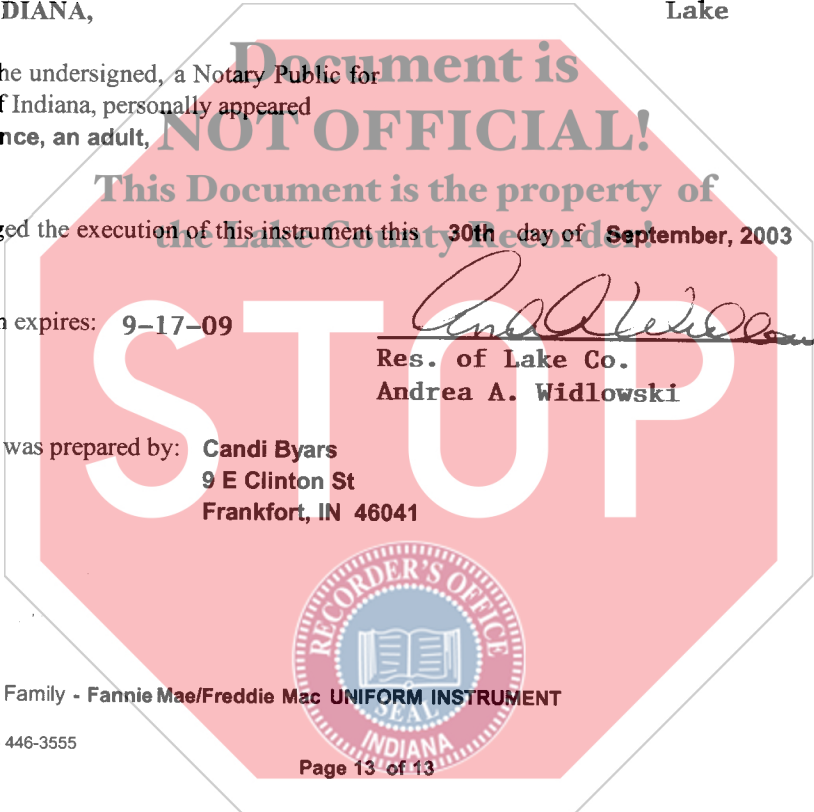 DIANA, Lake
Document is
he undersigned, a Notary Public for
f Indiana, personally appeared
NOT OFFICIAL!
nce, an adult,
This Document is the property of
ged the execution of this instrument this 30th day of September, 2003
the Lake County Recorder!
n expires: 9-17-09
Andrea A Widlowski
Res. of Lake Co.
Andrea A. Widlowski
STOP
was prepared by: Candi Byars
9 E Clinton St
Frankfort, IN 46041
RECORDER'S OFFICE
Family - Fannie Mae/Freddie Mac UNIFORM INSTRUMENT
SEAL
446-3555
INDIANA
Page 13 of 13